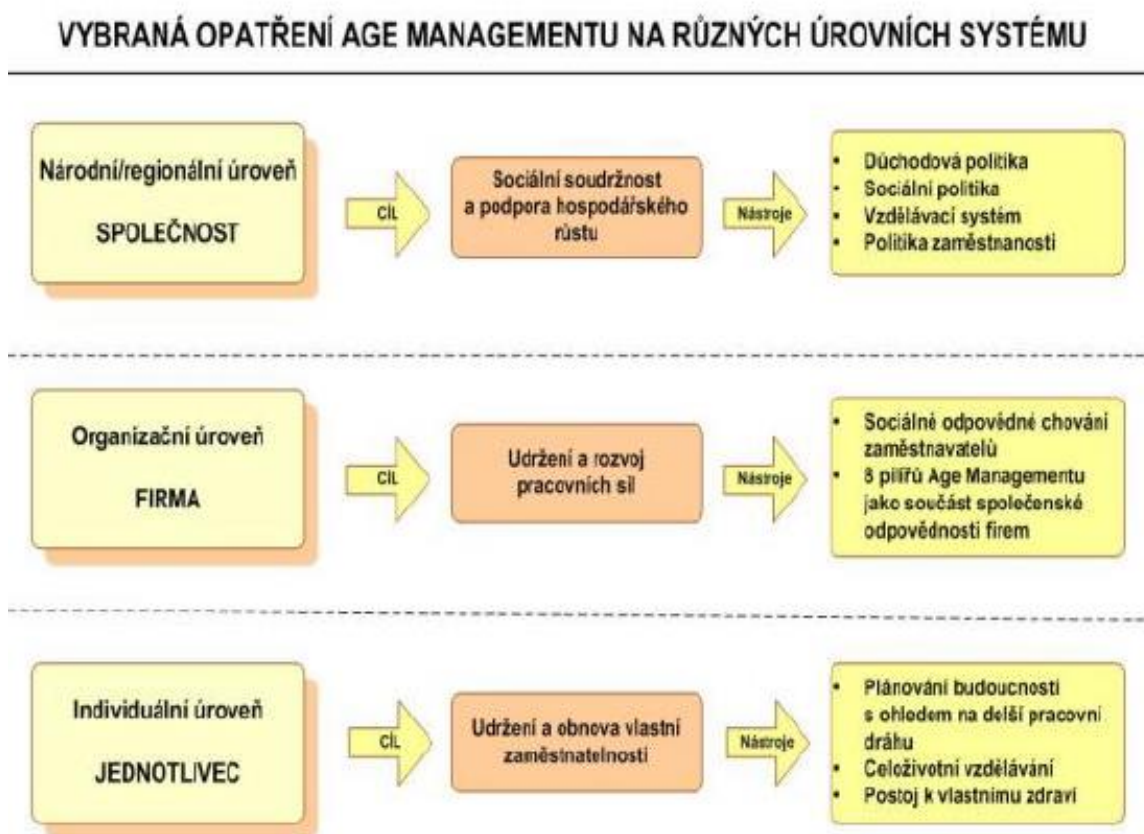 VYBRANÁ OPATŘENÍ AGE MANAGEMENTU NA RŮZNÝCH ÚROVNÍCH SYSTÉMU
Národní/regionální úroveň
SPOLEČNOST
CÍL
Sociální soudržnost
a podpora hospodářského
růstu
Nástroje
• Důchodová politika
• Sociální politika
• Vzdělávací systém
• Politika zaměstnanosti
Organizační úroveň
FIRMA
CÍL
Udržení a rozvoj
pracovních sil
Nástroje
• Sociálně odpovědné chování
zaměstnavatelů
• 8 pilířů Age Managementu
jako součást společenské
odpovědnosti firem
Individuální úroveň
JEDNOTLIVEC
CÍL
Udržení a obnova vlastní
zaměstnatelnosti
Nástroje
• Plánování budoucnosti
s ohledem na delší pracovní
dráhu
• Celoživotní vzdělávání
• Postoj k vlastnímu zdraví